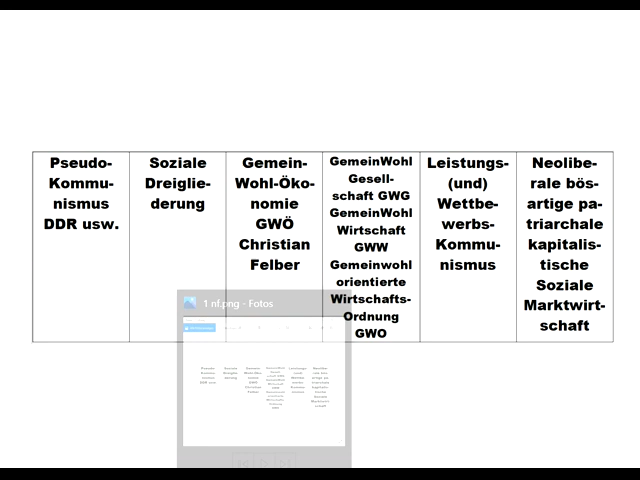 Pseudo-
Kommu-
nismus
DDR usw.
Soziale
Dreiglie-
derung
Gemein-
Wohl-Öko-
nomie
GWÖ
Christian
Felber
GemeinWohl
Gesell-
schaft GWG
GemeinWohl
Wirtschaft
GWW
Gemeinwohl
orientierte
Wirtschafts-
Ordnung
GWO
Leistungs-
(und)
Wettbe-
werbs-
Kommu-
nismus
Neolibe-
rale bös-
artige pa-
triarchale
kapitalis-
tische
Soziale
Marktwirt-
schaft
1 nf.png - Fotos